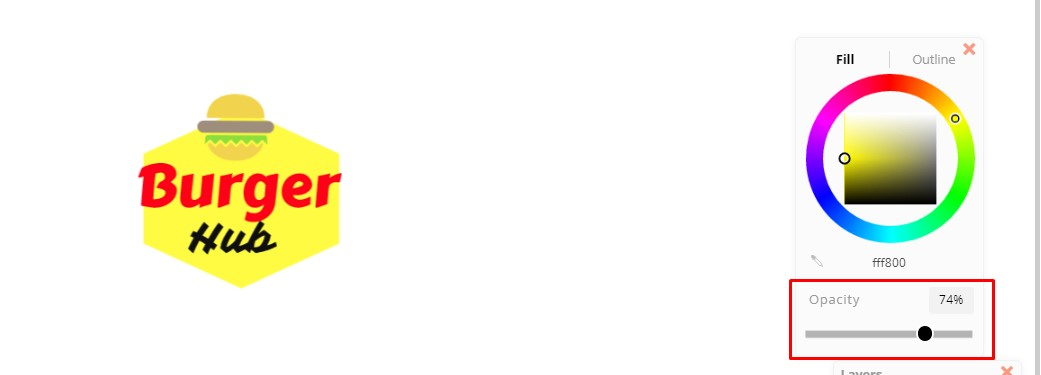 Burger
Hub
Fill
Outline
fff800
Opacity
74%
Layers